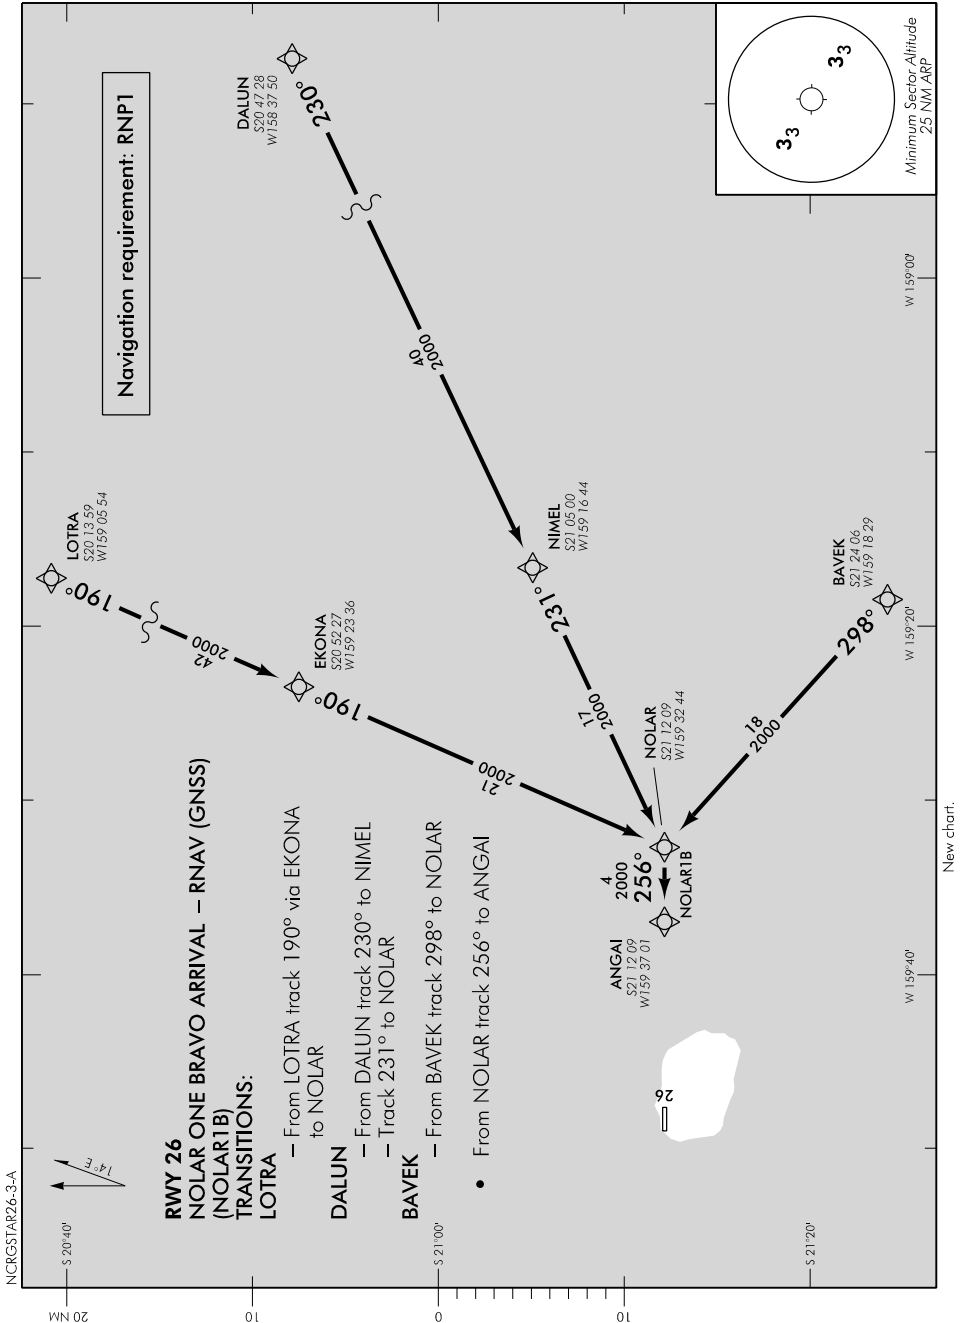 NCRGSTAR26-3-A
14° E
RWY 26
NOLAR ONE BRAVO ARRIVAL – RNAV (GNSS)
(NOLAR1B)
TRANSITIONS:
LOTRA
– From LOTRA track 190° via EKONA
to NOLAR
DALUN
– From DALUN track 230° to NIMEL
– Track 231° to NOLAR
BAVEK
– From BAVEK track 298° to NOLAR
• From NOLAR track 256° to ANGAI
Navigation requirement: RNP1
LOTRA
S20 13 59
W159 05 54
190°
42
2000
EKONA
S20 52 27
W159 23 36
190°
21
2000
DALUN
S20 47 28
W158 37 50
230°
40
2000
NIMEL
S21 05 00
W159 16 44
231°
17
2000
NOLAR
S21 12 09
W159 32 44
BAVEK
S21 24 06
W159 18 29
298°
18
2000
4
2000
256°
NOLAR1B
ANGAI
S21 12 09
W159 37 01
26
33
33
Minimum Sector Altitude
25 NM ARP
S 20°40'
S 21°00'
S 21°20'
W 159°40'
W 159°20'
W 159°00'
20 NM
10
0
10
New chart.